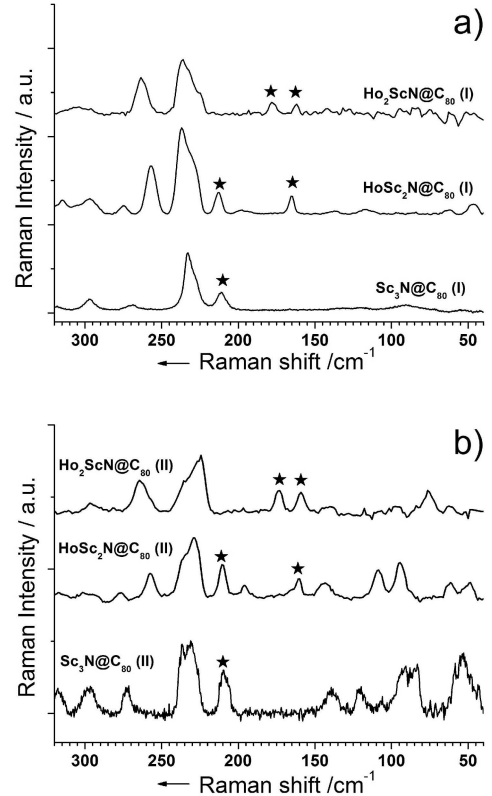 a)
Raman Intensity / a.u.
★ ★
Ho₂ScN@C₈₀ (I)
★ ★
HoSc₂N@C₈₀ (I)
★
Sc₃N@C₈₀ (I)
300 250 200 150 100 50
← Raman shift /cm⁻¹
b)
Raman Intensity / a.u.
Ho₂ScN@C₈₀ (II)
★ ★
HoSc₂N@C₈₀ (II)
★ ★
Sc₃N@C₈₀ (II)
★
300 250 200 150 100 50
← Raman shift /cm⁻¹